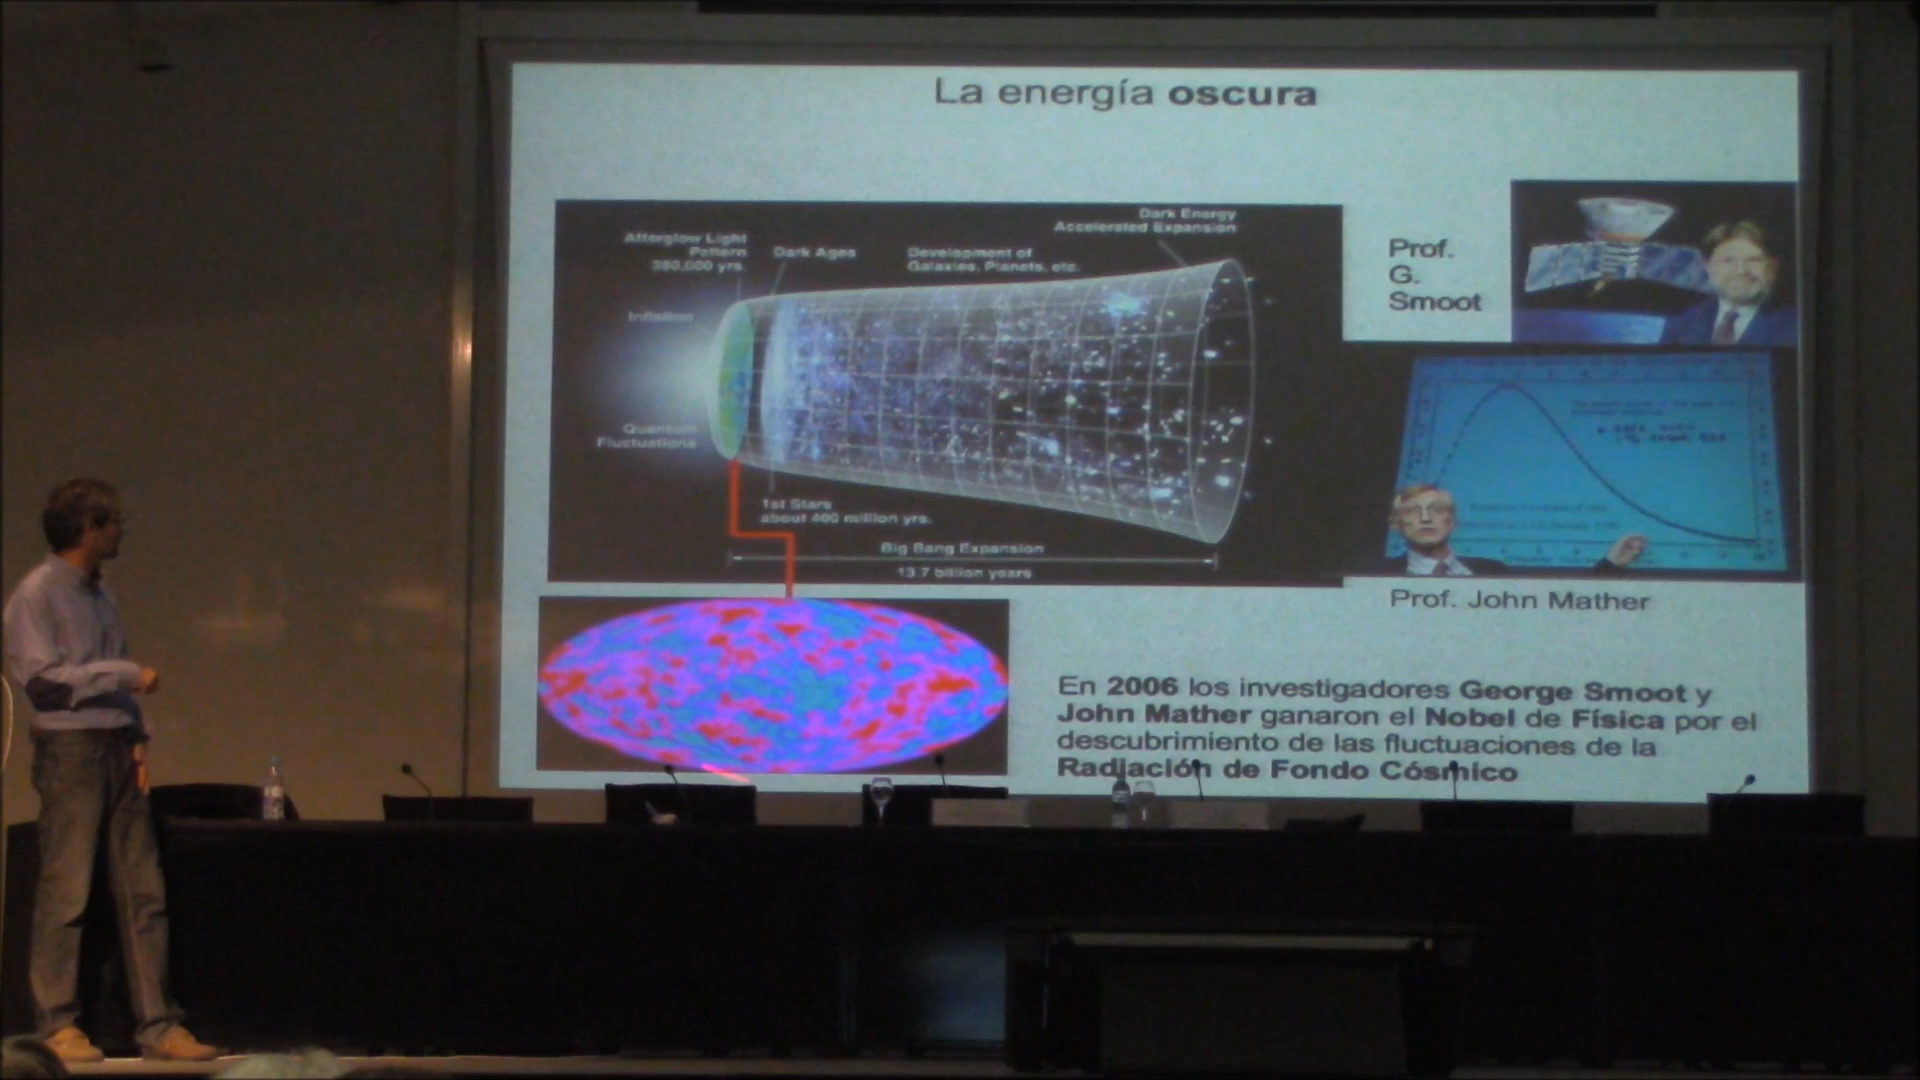 La energía oscura
Dark Energy
Accelerated Expansion
Afterglow Light
Pattern
380,000 yrs.
Dark Ages
Development of
Galaxies, Planets, etc.
Inflation
Quantum
Fluctuations
1st Stars
about 400 million yrs.
Big Bang Expansion
13.7 billion years
Prof.
G.
Smoot
Prof. John Mather
En 2006 los investigadores George Smoot y
John Mather ganaron el Nobel de Física por el
descubrimiento de las fluctuaciones de la
Radiación de Fondo Cósmico